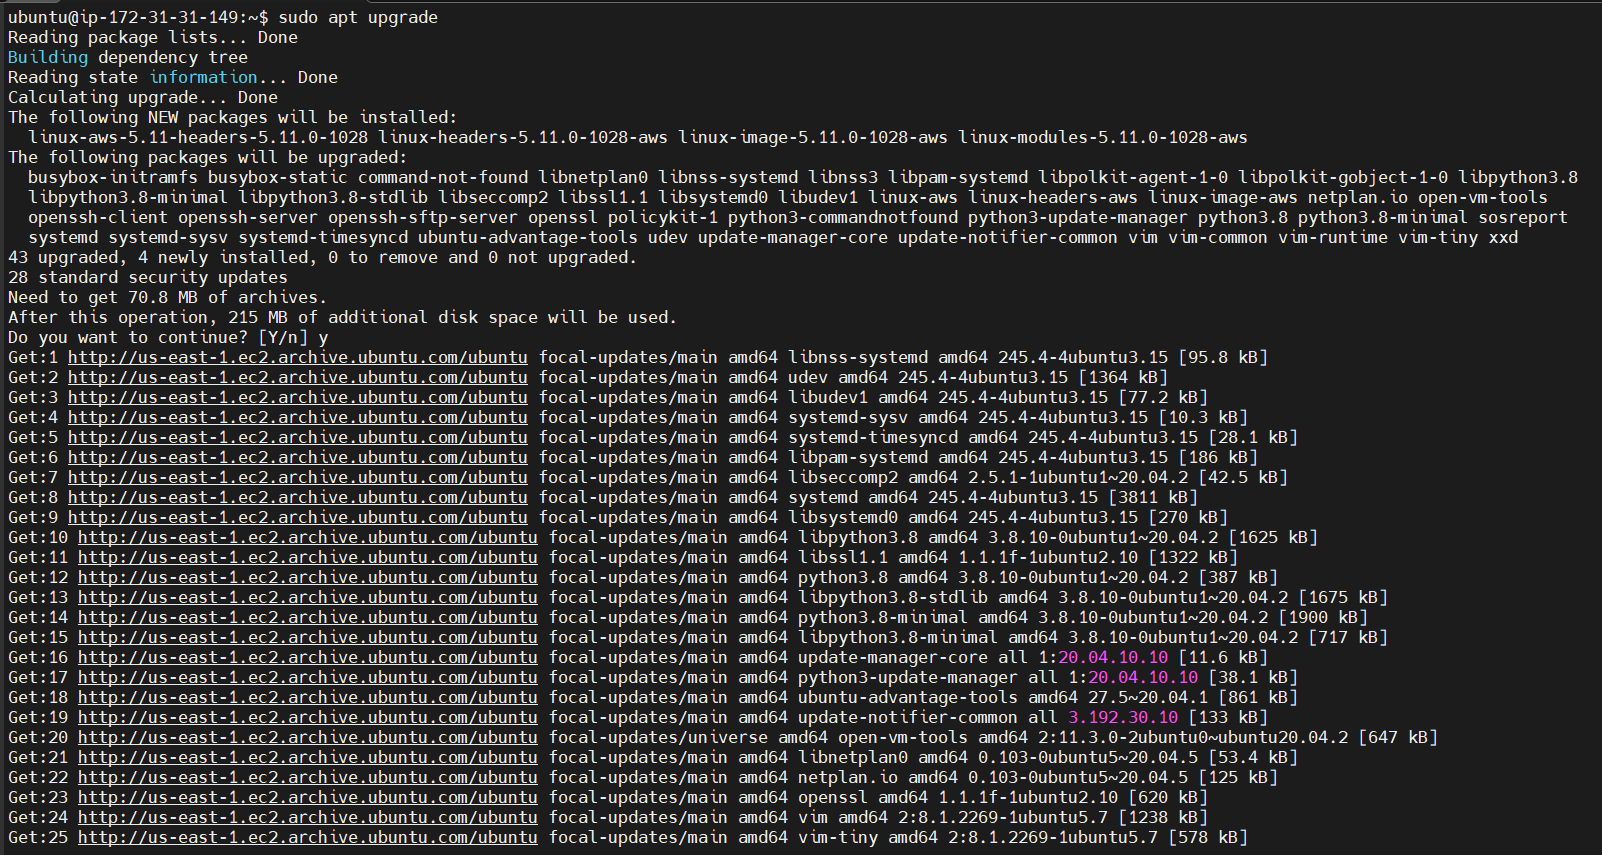 ubuntu@ip-172-31-31-149:~$ sudo apt upgrade
Reading package lists... Done
Building dependency tree
Reading state information... Done
Calculating upgrade... Done
The following NEW packages will be installed:
  linux-aws-5.11-headers-5.11.0-1028 linux-headers-5.11.0-1028-aws linux-image-5.11.0-1028-aws linux-modules-5.11.0-1028-aws
The following packages will be upgraded:
  busybox-initramfs busybox-static command-not-found libnetplan0 libnss-systemd libnss3 libpam-systemd libpolkit-agent-1-0 libpolkit-gobject-1-0 libpython3.8
  libpython3.8-minimal libpython3.8-stdlib libseccomp2 libssl1.1 libsystemd0 libudev1 linux-aws linux-headers-aws linux-image-aws netplan.io open-vm-tools
  openssh-client openssh-server openssh-sftp-server openssl policykit-1 python3-commandnotfound python3-update-manager python3.8 python3.8-minimal sosreport
  systemd systemd-sysv systemd-timesyncd ubuntu-advantage-tools udev update-manager-core update-notifier-common vim vim-common vim-runtime vim-tiny xxd
43 upgraded, 4 newly installed, 0 to remove and 0 not upgraded.
28 standard security updates
Need to get 70.8 MB of archives.
After this operation, 215 MB of additional disk space will be used.
Do you want to continue? [Y/n] y
Get:1 http://us-east-1.ec2.archive.ubuntu.com/ubuntu focal-updates/main amd64 libnss-systemd amd64 245.4-4ubuntu3.15 [95.8 kB]
Get:2 http://us-east-1.ec2.archive.ubuntu.com/ubuntu focal-updates/main amd64 udev amd64 245.4-4ubuntu3.15 [1364 kB]
Get:3 http://us-east-1.ec2.archive.ubuntu.com/ubuntu focal-updates/main amd64 libudev1 amd64 245.4-4ubuntu3.15 [77.2 kB]
Get:4 http://us-east-1.ec2.archive.ubuntu.com/ubuntu focal-updates/main amd64 systemd-sysv amd64 245.4-4ubuntu3.15 [10.3 kB]
Get:5 http://us-east-1.ec2.archive.ubuntu.com/ubuntu focal-updates/main amd64 systemd-timesyncd amd64 245.4-4ubuntu3.15 [28.1 kB]
Get:6 http://us-east-1.ec2.archive.ubuntu.com/ubuntu focal-updates/main amd64 libpam-systemd amd64 245.4-4ubuntu3.15 [186 kB]
Get:7 http://us-east-1.ec2.archive.ubuntu.com/ubuntu focal-updates/main amd64 libseccomp2 amd64 2.5.1-1ubuntu1~20.04.2 [42.5 kB]
Get:8 http://us-east-1.ec2.archive.ubuntu.com/ubuntu focal-updates/main amd64 systemd amd64 245.4-4ubuntu3.15 [3811 kB]
Get:9 http://us-east-1.ec2.archive.ubuntu.com/ubuntu focal-updates/main amd64 libsystemd0 amd64 245.4-4ubuntu3.15 [270 kB]
Get:10 http://us-east-1.ec2.archive.ubuntu.com/ubuntu focal-updates/main amd64 libpython3.8 amd64 3.8.10-0ubuntu1~20.04.2 [1625 kB]
Get:11 http://us-east-1.ec2.archive.ubuntu.com/ubuntu focal-updates/main amd64 libssl1.1 amd64 1.1.1f-1ubuntu2.10 [1322 kB]
Get:12 http://us-east-1.ec2.archive.ubuntu.com/ubuntu focal-updates/main amd64 python3.8 amd64 3.8.10-0ubuntu1~20.04.2 [387 kB]
Get:13 http://us-east-1.ec2.archive.ubuntu.com/ubuntu focal-updates/main amd64 libpython3.8-stdlib amd64 3.8.10-0ubuntu1~20.04.2 [1675 kB]
Get:14 http://us-east-1.ec2.archive.ubuntu.com/ubuntu focal-updates/main amd64 python3.8-minimal amd64 3.8.10-0ubuntu1~20.04.2 [1900 kB]
Get:15 http://us-east-1.ec2.archive.ubuntu.com/ubuntu focal-updates/main amd64 libpython3.8-minimal amd64 3.8.10-0ubuntu1~20.04.2 [717 kB]
Get:16 http://us-east-1.ec2.archive.ubuntu.com/ubuntu focal-updates/main amd64 update-manager-core all 1:20.04.10.10 [11.6 kB]
Get:17 http://us-east-1.ec2.archive.ubuntu.com/ubuntu focal-updates/main amd64 python3-update-manager all 1:20.04.10.10 [38.1 kB]
Get:18 http://us-east-1.ec2.archive.ubuntu.com/ubuntu focal-updates/main amd64 ubuntu-advantage-tools amd64 27.5~20.04.1 [861 kB]
Get:19 http://us-east-1.ec2.archive.ubuntu.com/ubuntu focal-updates/main amd64 update-notifier-common all 3.192.30.10 [133 kB]
Get:20 http://us-east-1.ec2.archive.ubuntu.com/ubuntu focal-updates/universe amd64 open-vm-tools amd64 2:11.3.0-2ubuntu0~ubuntu20.04.2 [647 kB]
Get:21 http://us-east-1.ec2.archive.ubuntu.com/ubuntu focal-updates/main amd64 libnetplan0 amd64 0.103-0ubuntu5~20.04.5 [53.4 kB]
Get:22 http://us-east-1.ec2.archive.ubuntu.com/ubuntu focal-updates/main amd64 netplan.io amd64 0.103-0ubuntu5~20.04.5 [125 kB]
Get:23 http://us-east-1.ec2.archive.ubuntu.com/ubuntu focal-updates/main amd64 openssl amd64 1.1.1f-1ubuntu2.10 [620 kB]
Get:24 http://us-east-1.ec2.archive.ubuntu.com/ubuntu focal-updates/main amd64 vim amd64 2:8.1.2269-1ubuntu5.7 [1238 kB]
Get:25 http://us-east-1.ec2.archive.ubuntu.com/ubuntu focal-updates/main amd64 vim-tiny amd64 2:8.1.2269-1ubuntu5.7 [578 kB]